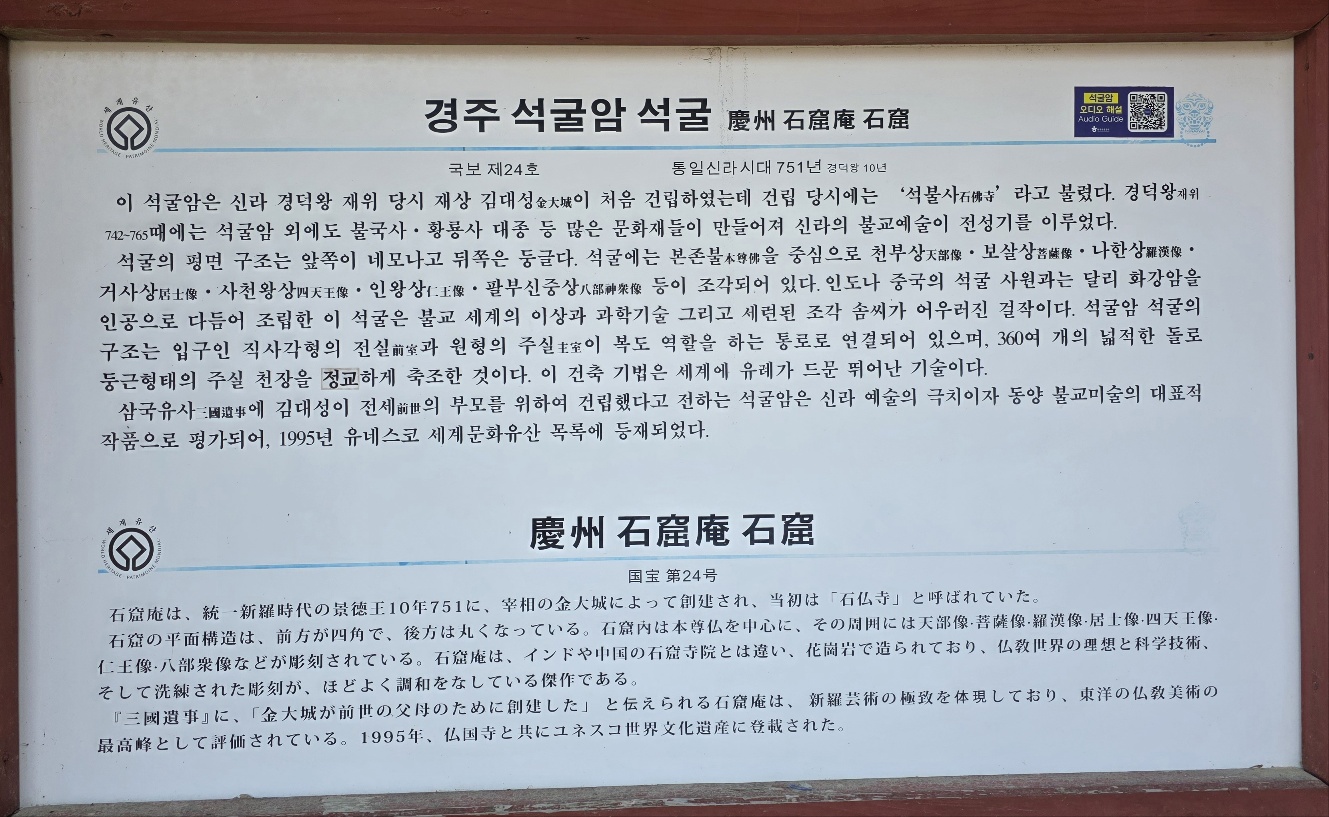 세계유산
WORLD HERITAGE · PATRIMOINE MONDIAL
경주 석굴암 석굴 慶州 石窟庵 石窟
석굴암
오디오 해설
Audio Guide
국보 제24호 통일신라시대 751년 경덕왕 10년
이 석굴암은 신라 경덕왕 재위 당시 재상 김대성金大城이 처음 건립하였는데 건립 당시에는 ‘석불사石佛寺’라고 불렸다. 경덕왕재위
742~765때에는 석굴암 외에도 불국사·황룡사 대종 등 많은 문화재들이 만들어져 신라의 불교예술이 전성기를 이루었다.
석굴의 평면 구조는 앞쪽이 네모나고 뒤쪽은 둥글다. 석굴에는 본존불本尊佛을 중심으로 천부상天部像·보살상菩薩像·나한상羅漢像·
거사상居士像·사천왕상四天王像·인왕상仁王像·팔부신중상八部神衆像 등이 조각되어 있다. 인도나 중국의 석굴 사원과는 달리 화강암을
인공으로 다듬어 조립한 이 석굴은 불교 세계의 이상과 과학기술 그리고 세련된 조각 솜씨가 어우러진 걸작이다. 석굴암 석굴의
구조는 입구인 직사각형의 전실前室과 원형의 주실主室이 복도 역할을 하는 통로로 연결되어 있으며, 360여 개의 넓적한 돌로
둥근형태의 주실 천장을 정교하게 축조한 것이다. 이 건축 기법은 세계에 유례가 드문 뛰어난 기술이다.
삼국유사三國遺事에 김대성이 전세前世의 부모를 위하여 건립했다고 전하는 석굴암은 신라 예술의 극치이자 동양 불교미술의 대표적
작품으로 평가되어, 1995년 유네스코 세계문화유산 목록에 등재되었다.
세계유산
WORLD HERITAGE · PATRIMOINE MONDIAL
慶州 石窟庵 石窟
国宝 第24号
石窟庵は、統一新羅時代の景徳王10年751に、宰相の金大城によって創建され、当初は「石仏寺」と呼ばれていた。
石窟の平面構造は、前方が四角で、後方は丸くなっている。石窟内は本尊仏を中心に、その周囲には天部像·菩薩像·羅漢像·居士像·四天王像·
仁王像·八部衆像などが彫刻されている。石窟庵は、インドや中国の石窟寺院とは違い、花崗岩で造られており、仏教世界の理想と科学技術、
そして洗練された彫刻が、ほどよく調和をなしている傑作である。
『三國遺事』に、「金大城が前世の父母のために創建した」と伝えられる石窟庵は、新羅芸術の極致を体現しており、東洋の仏教美術の
最高峰として評価されている。1995年、仏国寺と共にユネスコ世界文化遺産に登載された。